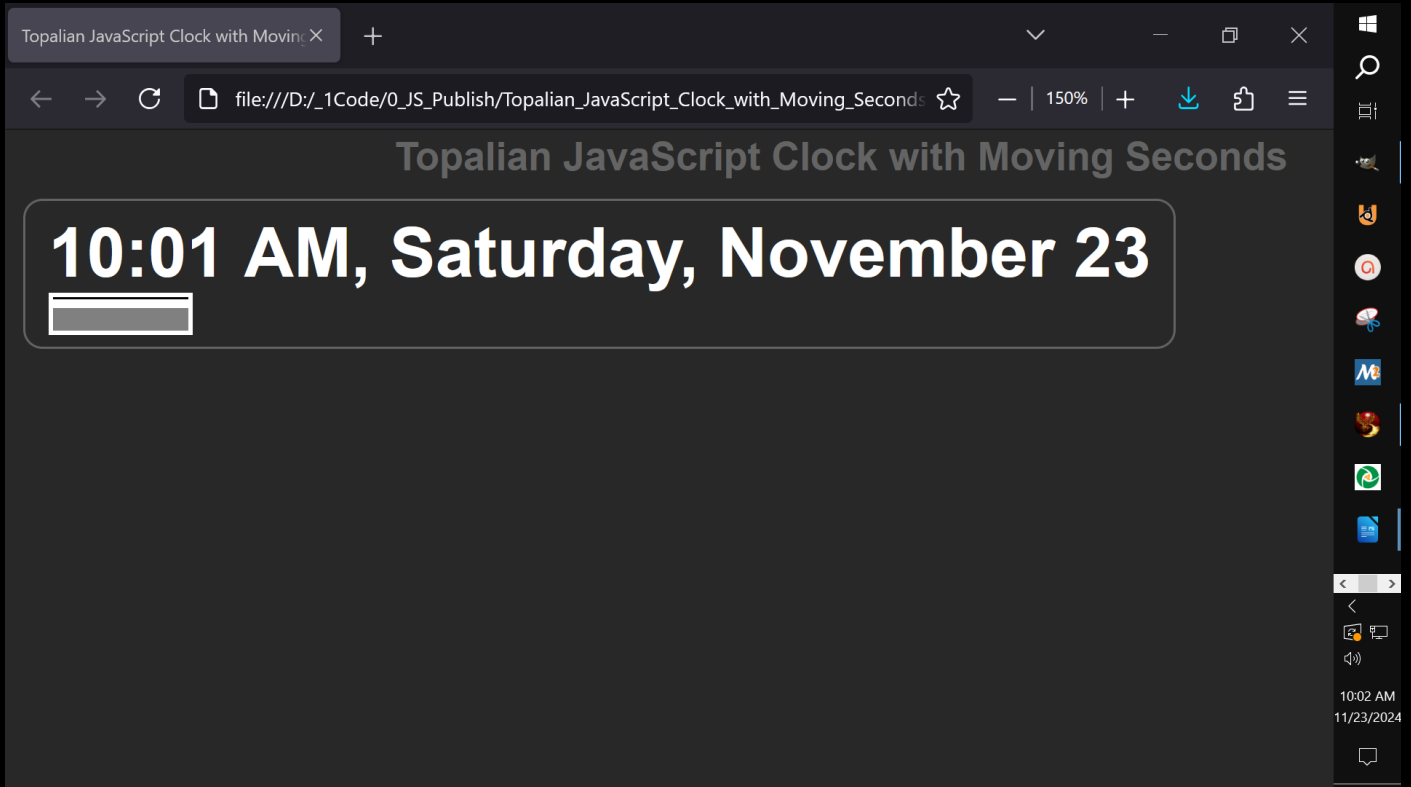 Topalian JavaScript Clock with Moving
file:///D:/_1Code/0_JS_Publish/Topalian_JavaScript_Clock_with_Moving_Seconds
150%
Topalian JavaScript Clock with Moving Seconds
10:01 AM, Saturday, November 23
10:02 AM
11/23/2024